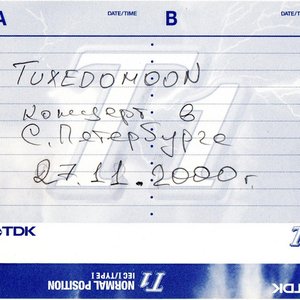 A DATE/TIME B DATE/TIME
TUXEDOMOON
концерт в
С. Петербурге
27.11.2000г.
T1
TDK
T1 NORMAL POSITION
IEC I / TYPE I
TDK